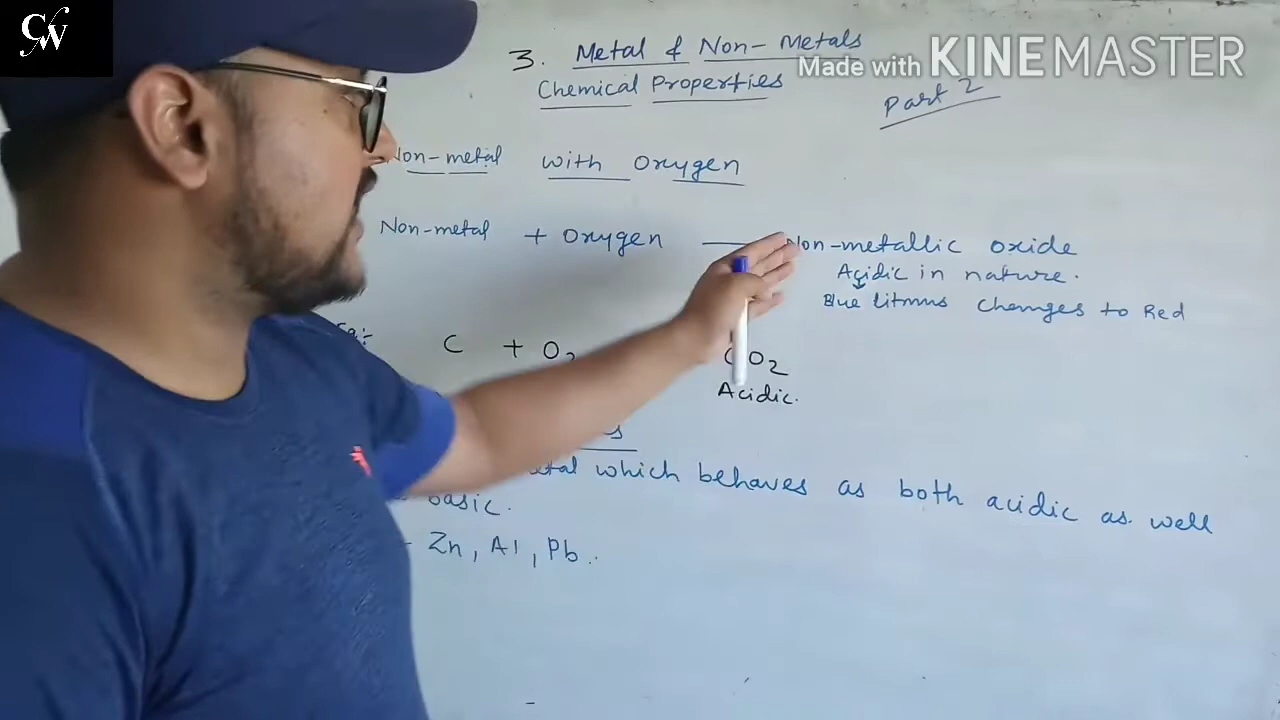 CW
3. Metal & Non-Metals
Made with KINEMASTER
Chemical Properties
Part 2
Non-metal with Oxygen
Non-metal + Oxygen Non-metallic oxide
Acidic in nature.
Blue litmus changes to Red
Eg:- C + O2 CO2
Acidic.
which behaves as both acidic as well
basic.
- Zn, Al, Pb.